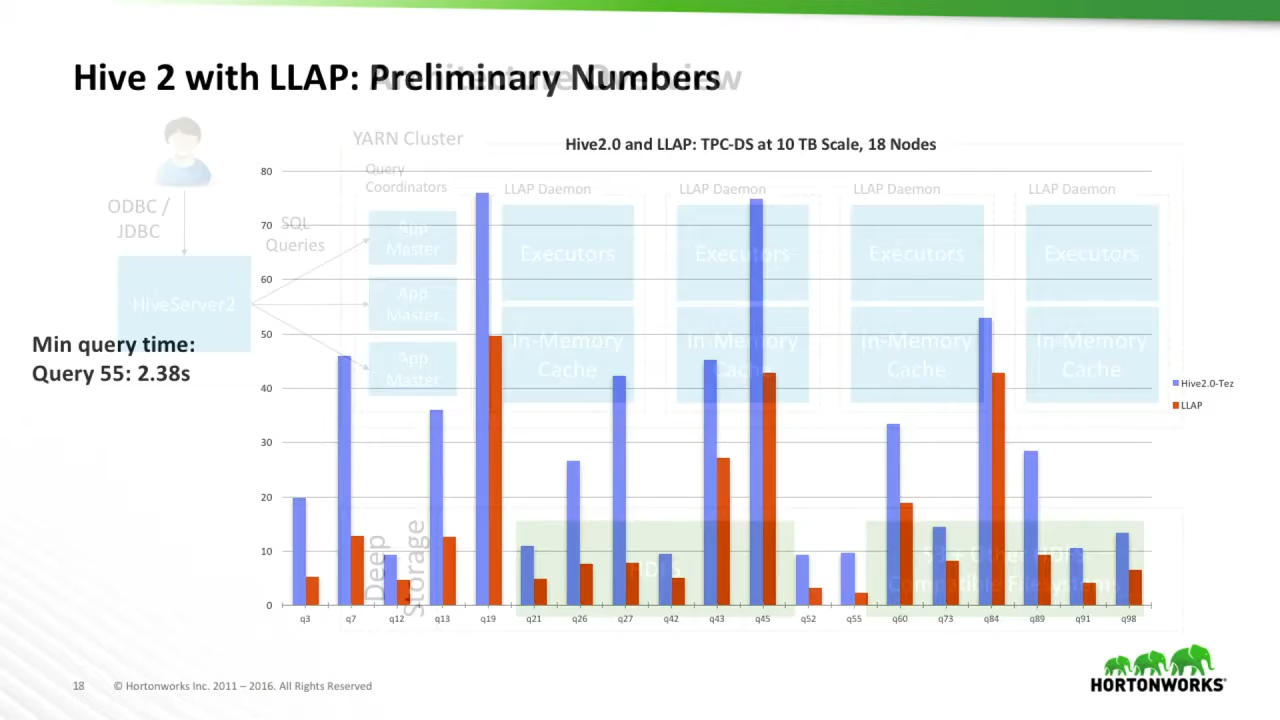 Hive 2 with LLAP: Preliminary Numbers
YARN Cluster
Hive2.0 and LLAP: TPC-DS at 10 TB Scale, 18 Nodes
Query
Coordinators
LLAP Daemon
LLAP Daemon
LLAP Daemon
LLAP Daemon
ODBC /
JDBC
SQL
Queries
App
Master
App
Master
App
Master
Executors
Executors
Executors
Executors
HiveServer2
In-Memory
Cache
In-Memory
Cache
In-Memory
Cache
In-Memory
Cache
Min query time:
Query 55: 2.38s
80
70
60
50
40
30
20
10
0
Hive2.0-Tez
LLAP
Deep
Storage
q3 q7 q12 q13 q19 q21 q26 q27 q42 q43 q45 q52 q55 q60 q73 q84 q89 q91 q98
18 © Hortonworks Inc. 2011 – 2016. All Rights Reserved
HORTONWORKS